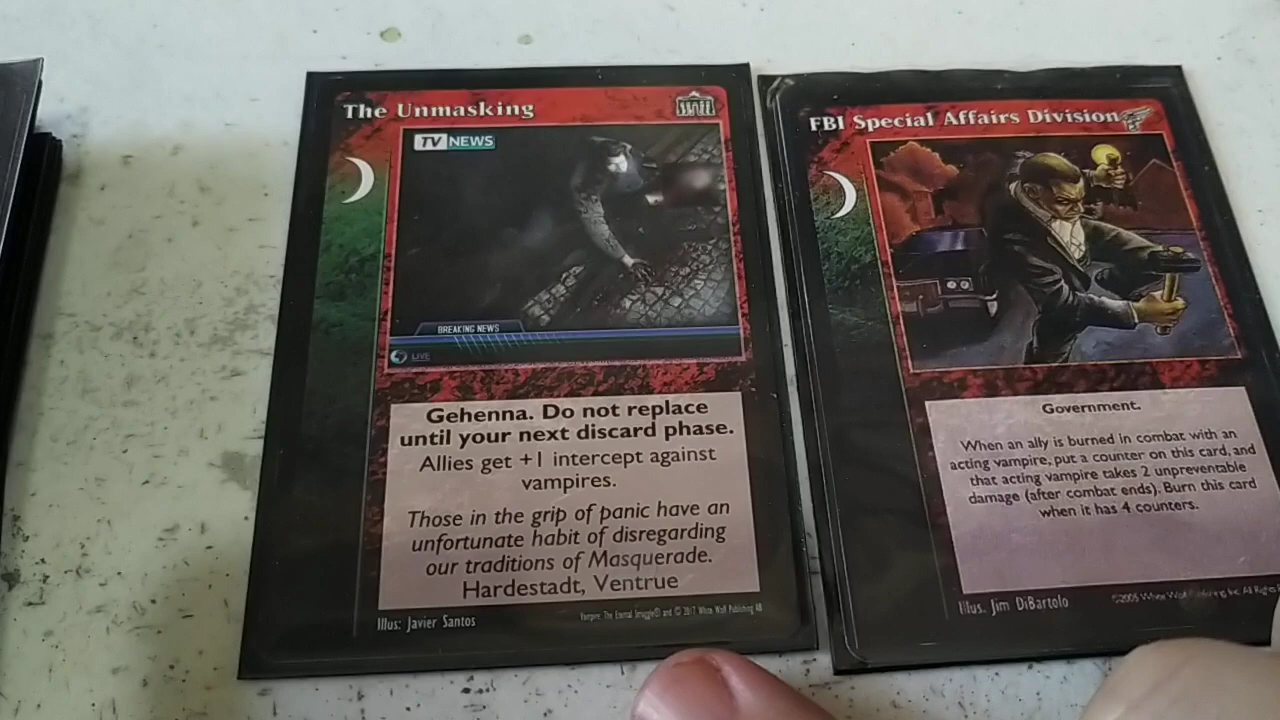 The Unmasking
TV NEWS
BREAKING NEWS
LIVE
Gehenna. Do not replace
until your next discard phase.
Allies get +1 intercept against
vampires.
Those in the grip of panic have an
unfortunate habit of disregarding
our traditions of Masquerade.
Hardestadt, Ventrue
Illus: Javier Santos
Vampire: The Eternal Struggle® and © 2017 White Wolf Publishing AB
FBI Special Affairs Division
Government.
When an ally is burned in combat with an
acting vampire, put a counter on this card, and
that acting vampire takes 2 unpreventable
damage (after combat ends). Burn this card
when it has 4 counters.
Illus. Jim DiBartolo
©2005 White Wolf Publishing, Inc. All Rights